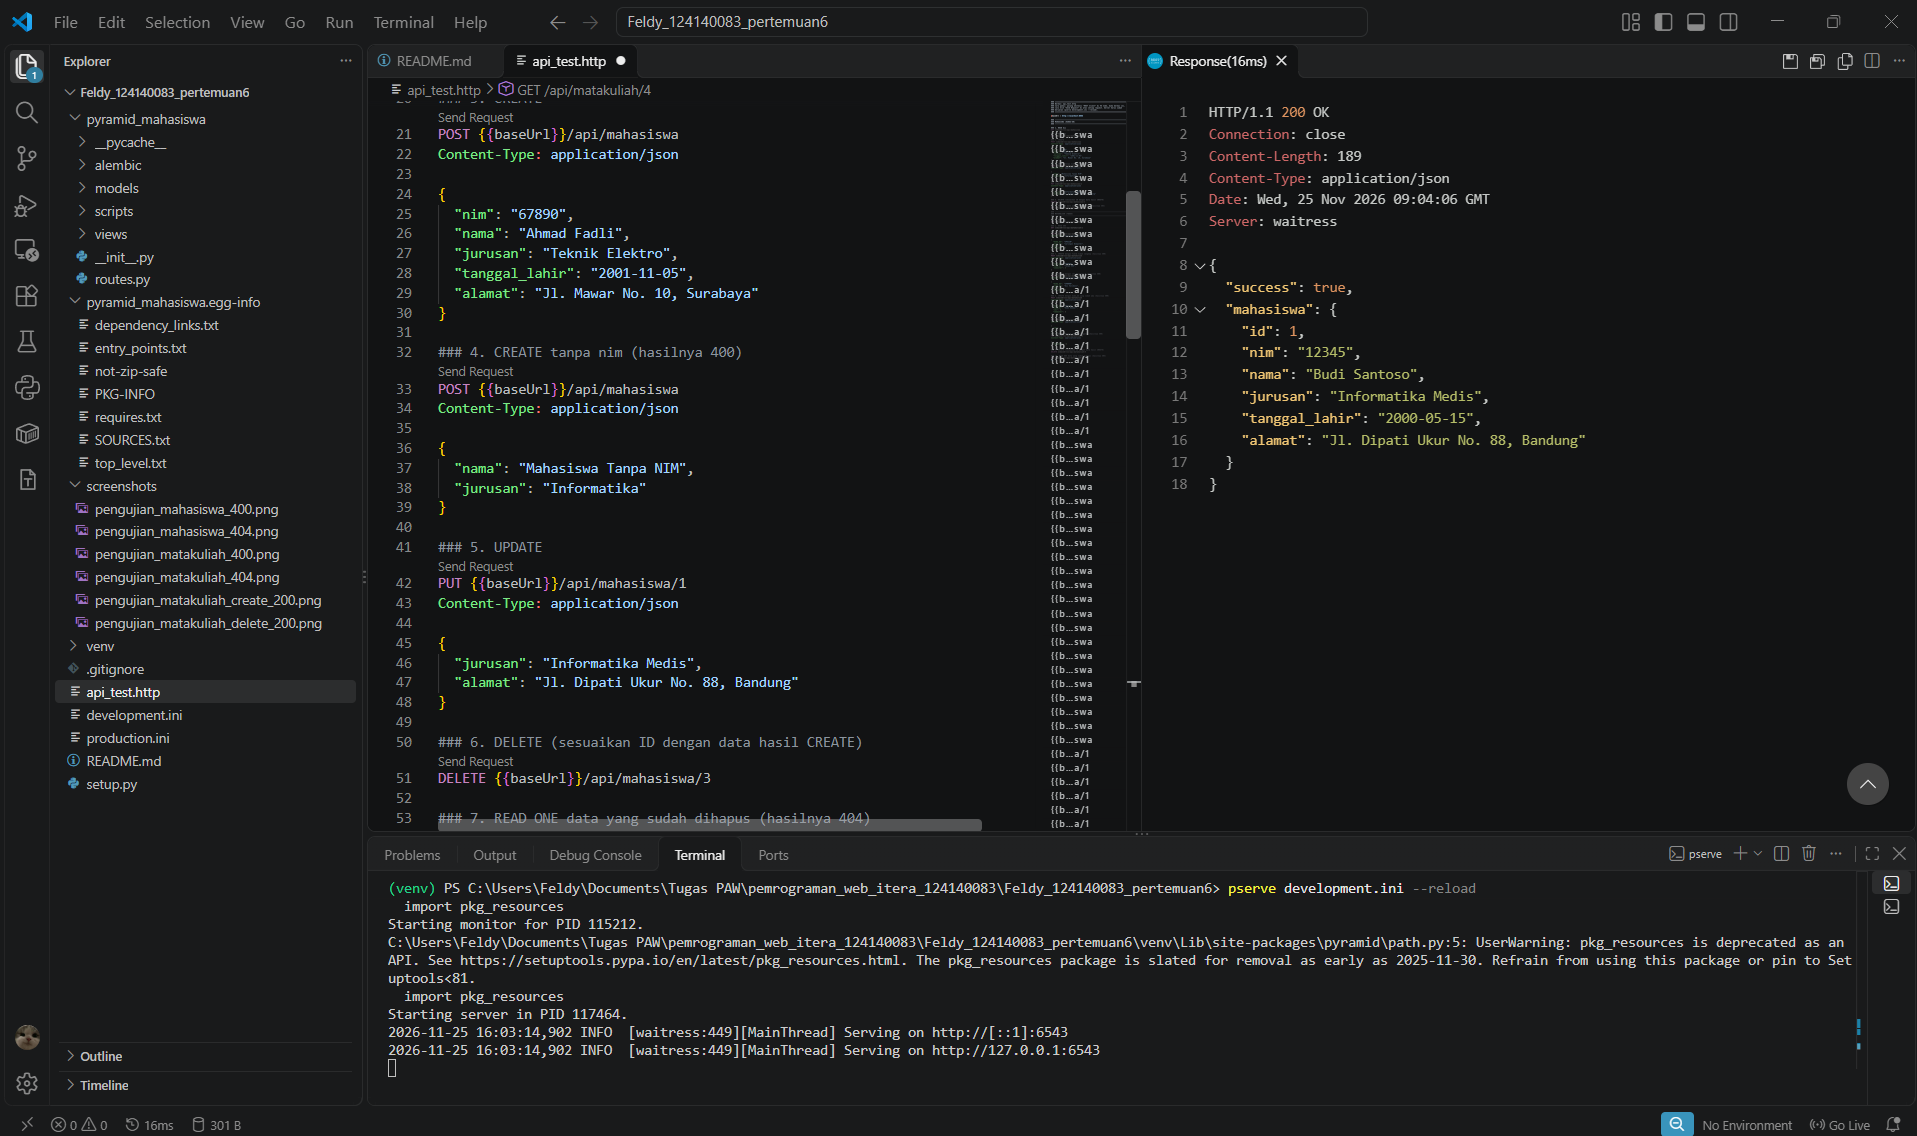 File Edit Selection View Go Run Terminal Help
Feldy_124140083_pertemuan6
Explorer
1
Feldy_124140083_pertemuan6
pyramid_mahasiswa
__pycache__
alembic
models
scripts
views
__init__.py
routes.py
pyramid_mahasiswa.egg-info
dependency_links.txt
entry_points.txt
not-zip-safe
PKG-INFO
requires.txt
SOURCES.txt
top_level.txt
screenshots
pengujian_mahasiswa_400.png
pengujian_mahasiswa_404.png
pengujian_matakuliah_400.png
pengujian_matakuliah_404.png
pengujian_matakuliah_create_200.png
pengujian_matakuliah_delete_200.png
venv
.gitignore
api_test.http
development.ini
production.ini
README.md
setup.py
Outline
Timeline
README.md
api_test.http
api_test.http > GET /api/matakuliah/4
20 ### 3. CREATE
Send Request
21 POST {{baseUrl}}/api/mahasiswa
22 Content-Type: application/json
23
24 {
25 "nim": "67890",
26 "nama": "Ahmad Fadli",
27 "jurusan": "Teknik Elektro",
28 "tanggal_lahir": "2001-11-05",
29 "alamat": "Jl. Mawar No. 10, Surabaya"
30 }
31
32 ### 4. CREATE tanpa nim (hasilnya 400)
Send Request
33 POST {{baseUrl}}/api/mahasiswa
34 Content-Type: application/json
35
36 {
37 "nama": "Mahasiswa Tanpa NIM",
38 "jurusan": "Informatika"
39 }
40
41 ### 5. UPDATE
Send Request
42 PUT {{baseUrl}}/api/mahasiswa/1
43 Content-Type: application/json
44
45 {
46 "jurusan": "Informatika Medis",
47 "alamat": "Jl. Dipati Ukur No. 88, Bandung"
48 }
49
50 ### 6. DELETE (sesuaikan ID dengan data hasil CREATE)
Send Request
51 DELETE {{baseUrl}}/api/mahasiswa/3
52
53 ### 7. READ ONE data yang sudah dihapus (hasilnya 404)
Response(16ms)
1 HTTP/1.1 200 OK
2 Connection: close
3 Content-Length: 189
4 Content-Type: application/json
5 Date: Wed, 25 Nov 2026 09:04:06 GMT
6 Server: waitress
7
8 {
9 "success": true,
10 "mahasiswa": {
11 "id": 1,
12 "nim": "12345",
13 "nama": "Budi Santoso",
14 "jurusan": "Informatika Medis",
15 "tanggal_lahir": "2000-05-15",
16 "alamat": "Jl. Dipati Ukur No. 88, Bandung"
17 }
18 }
Problems Output Debug Console Terminal Ports
pserve
(venv) PS C:\Users\Feldy\Documents\Tugas PAW\pemrograman_web_itera_124140083\Feldy_124140083_pertemuan6> pserve development.ini --reload
import pkg_resources
Starting monitor for PID 115212.
C:\Users\Feldy\Documents\Tugas PAW\pemrograman_web_itera_124140083\Feldy_124140083_pertemuan6\venv\Lib\site-packages\pyramid\path.py:5: UserWarning: pkg_resources is deprecated as an
API. See https://setuptools.pypa.io/en/latest/pkg_resources.html. The pkg_resources package is slated for removal as early as 2025-11-30. Refrain from using this package or pin to Set
uptools<81.
import pkg_resources
Starting server in PID 117464.
2026-11-25 16:03:14,902 INFO [waitress:449][MainThread] Serving on http://[::1]:6543
2026-11-25 16:03:14,902 INFO [waitress:449][MainThread] Serving on http://127.0.0.1:6543
0 0 16ms 301 B
No Environment Go Live